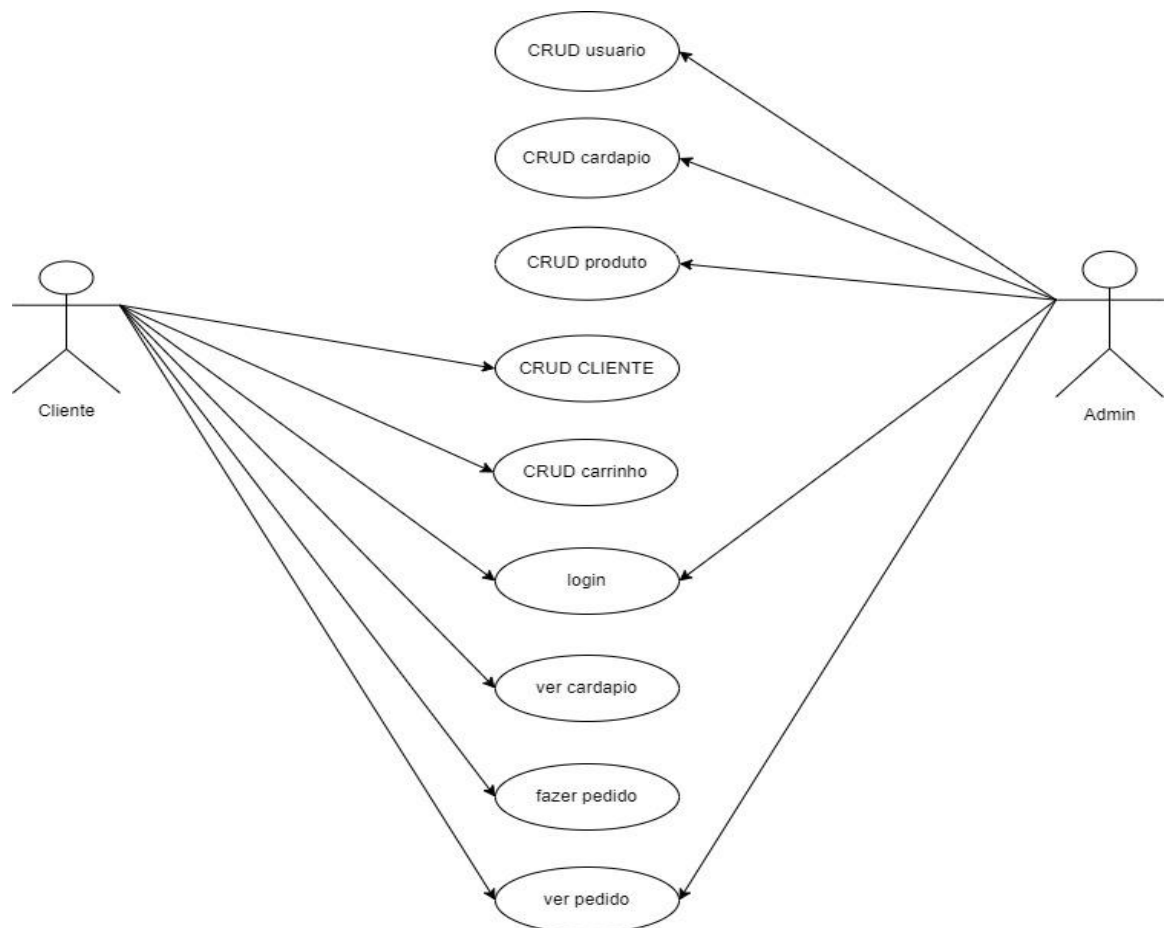 CRUD usuario
CRUD cardapio
CRUD produto
CRUD CLIENTE
Cliente
Admin
CRUD carrinho
login
ver cardapio
fazer pedido
ver pedido